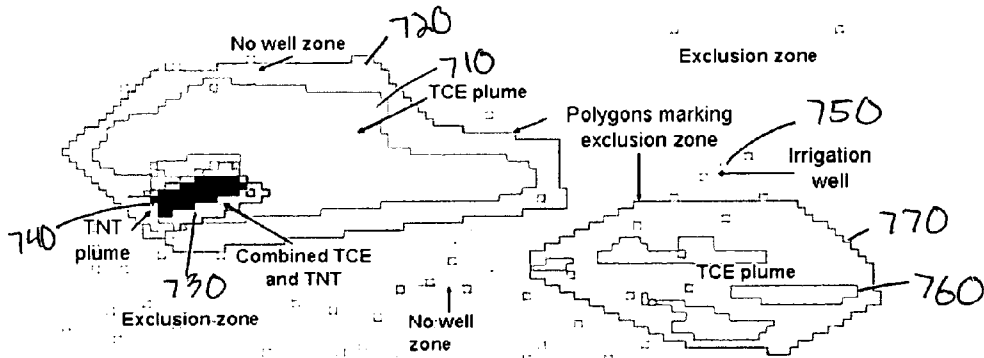 No well zone
720
710
TCE plume
Exclusion zone
Polygons marking
exclusion zone
750
Irrigation
well
740
TNT
plume
730
Combined TCE
and TNT
770
TCE plume
760
Exclusion zone
No well
zone